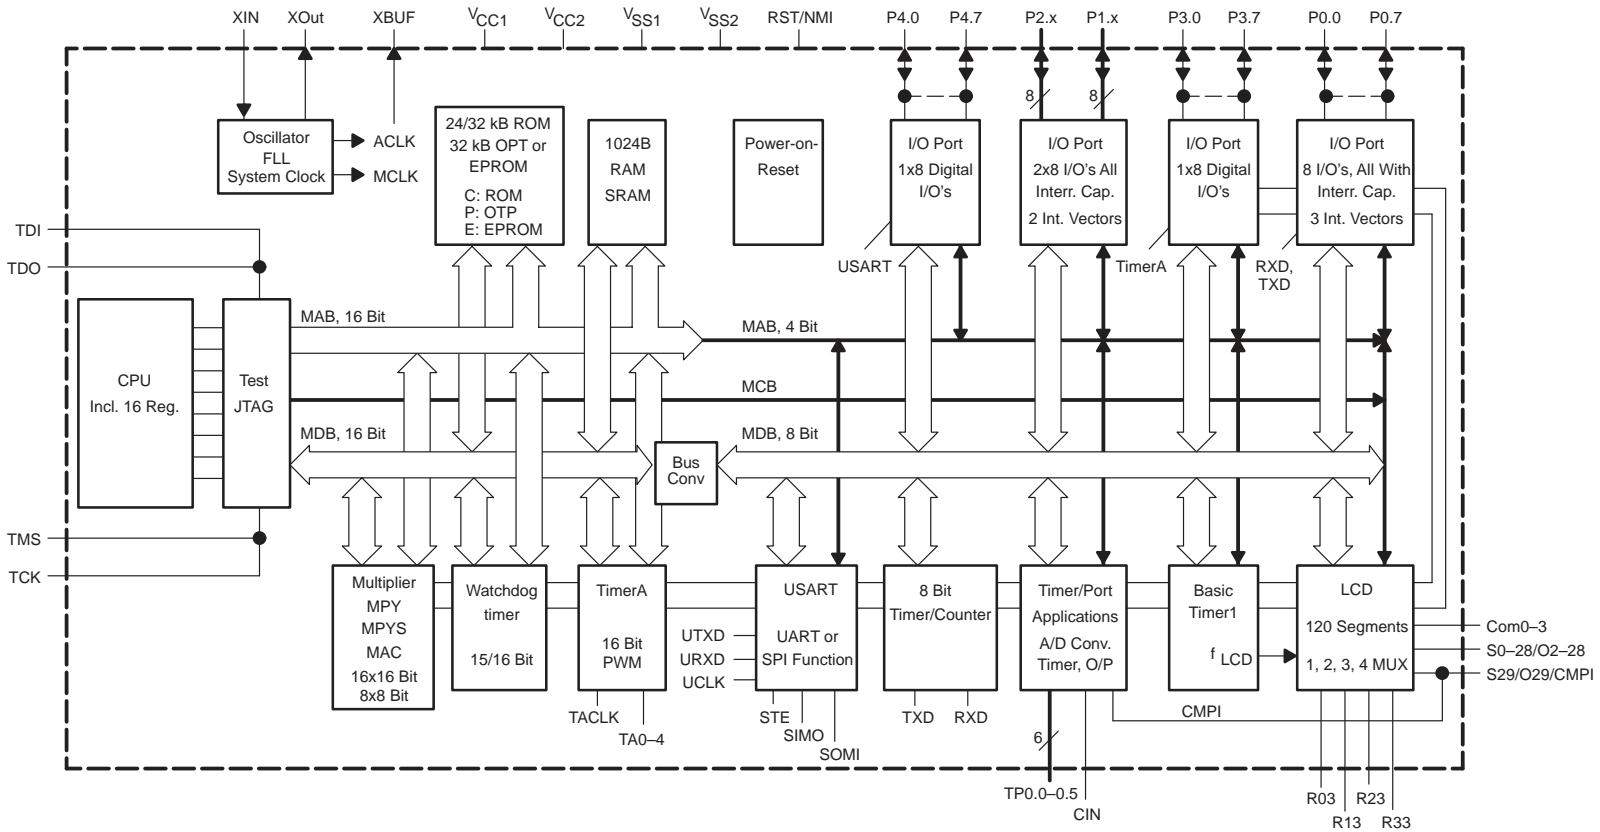 XIN XOut XBUF VCC1 VCC2 VSS1 VSS2 RST/NMI P4.0 P4.7 P2.x P1.x P3.0 P3.7 P0.0 P0.7
8 8
Oscillator
FLL
System Clock
ACLK
MCLK
24/32 kB ROM
32 kB OPT or
EPROM
C: ROM
P: OTP
E: EPROM
1024B
RAM
SRAM
Power-on-
Reset
I/O Port
1x8 Digital
I/O's
I/O Port
2x8 I/O's All
Interr. Cap.
2 Int. Vectors
I/O Port
1x8 Digital
I/O's
I/O Port
8 I/O's, All With
Interr. Cap.
3 Int. Vectors
USART
TimerA
RXD,
TXD
TDI
TDO
TMS
TCK
CPU
Incl. 16 Reg.
Test
JTAG
MAB, 16 Bit
MAB, 4 Bit
MCB
MDB, 16 Bit
MDB, 8 Bit
Bus
Conv
Multiplier
MPY
MPYS
MAC
16x16 Bit
8x8 Bit
Watchdog
timer
15/16 Bit
TimerA
16 Bit
PWM
TACLK
TA0–4
UTXD
URXD
UCLK
USART
UART or
SPI Function
STE
SIMO
SOMI
8 Bit
Timer/Counter
TXD RXD
Timer/Port
Applications
A/D Conv.
Timer, O/P
6
TP0.0–0.5
CIN
CMPI
Basic
Timer1
f LCD
LCD
120 Segments
1, 2, 3, 4 MUX
Com0–3
S0–28/O2–28
S29/O29/CMPI
R03 R23
R13 R33